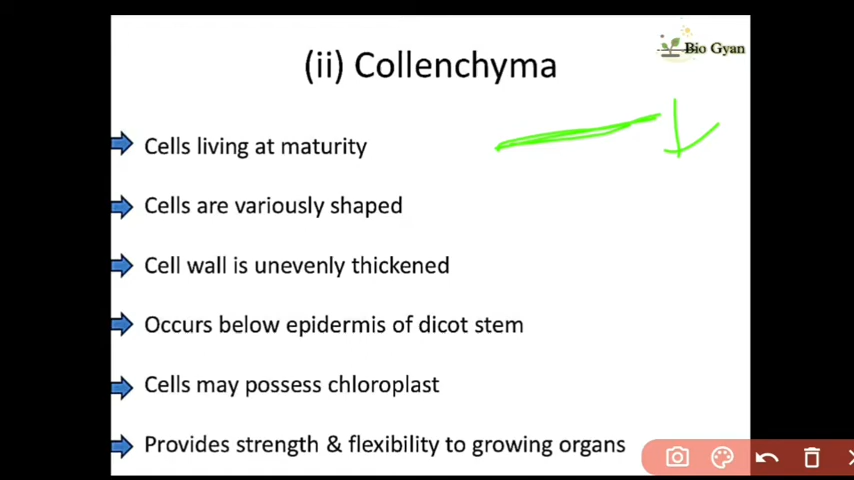 (ii) Collenchyma
Bio Gyan
Cells living at maturity
Cells are variously shaped
Cell wall is unevenly thickened
Occurs below epidermis of dicot stem
Cells may possess chloroplast
Provides strength & flexibility to growing organs